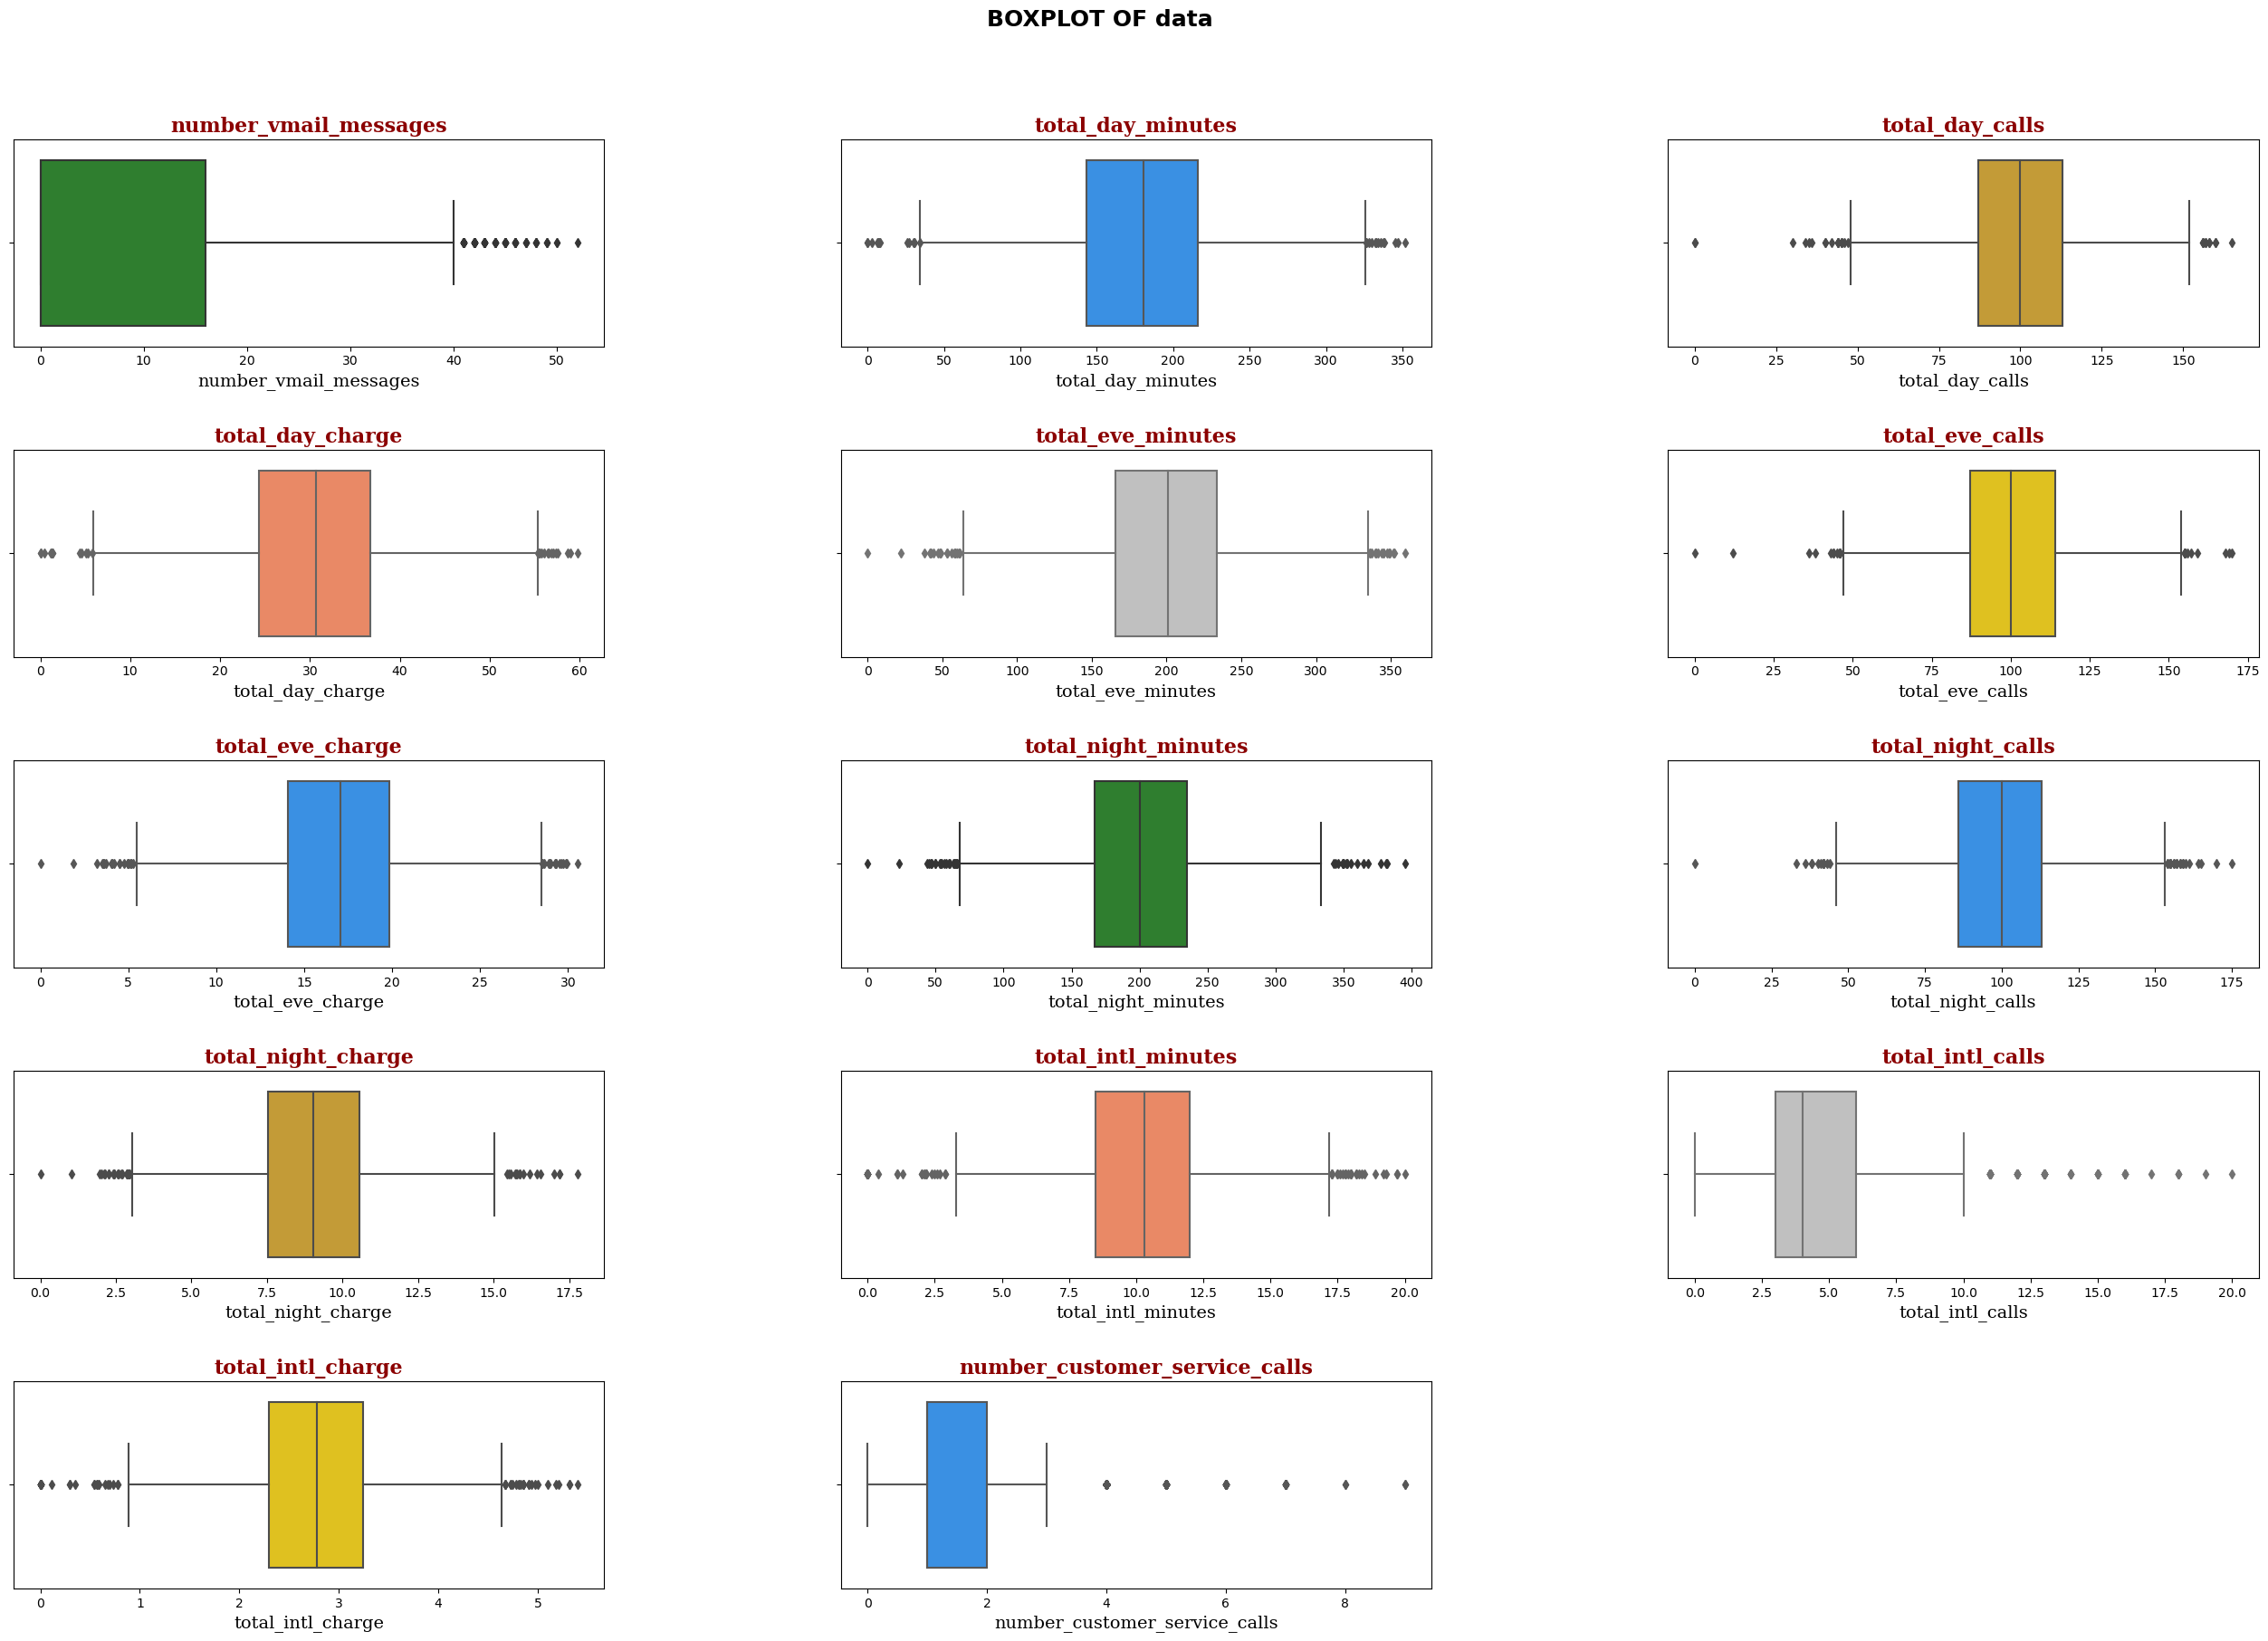 BOXPLOT OF data
number_vmail_messages
0 10 20 30 40 50
number_vmail_messages
total_day_minutes
0 50 100 150 200 250 300 350
total_day_minutes
total_day_calls
0 25 50 75 100 125 150
total_day_calls
total_day_charge
0 10 20 30 40 50 60
total_day_charge
total_eve_minutes
0 50 100 150 200 250 300 350
total_eve_minutes
total_eve_calls
0 25 50 75 100 125 150 175
total_eve_calls
total_eve_charge
0 5 10 15 20 25 30
total_eve_charge
total_night_minutes
0 50 100 150 200 250 300 350 400
total_night_minutes
total_night_calls
0 25 50 75 100 125 150 175
total_night_calls
total_night_charge
0.0 2.5 5.0 7.5 10.0 12.5 15.0 17.5
total_night_charge
total_intl_minutes
0.0 2.5 5.0 7.5 10.0 12.5 15.0 17.5 20.0
total_intl_minutes
total_intl_calls
0.0 2.5 5.0 7.5 10.0 12.5 15.0 17.5 20.0
total_intl_calls
total_intl_charge
0 1 2 3 4 5
total_intl_charge
number_customer_service_calls
0 2 4 6 8
number_customer_service_calls